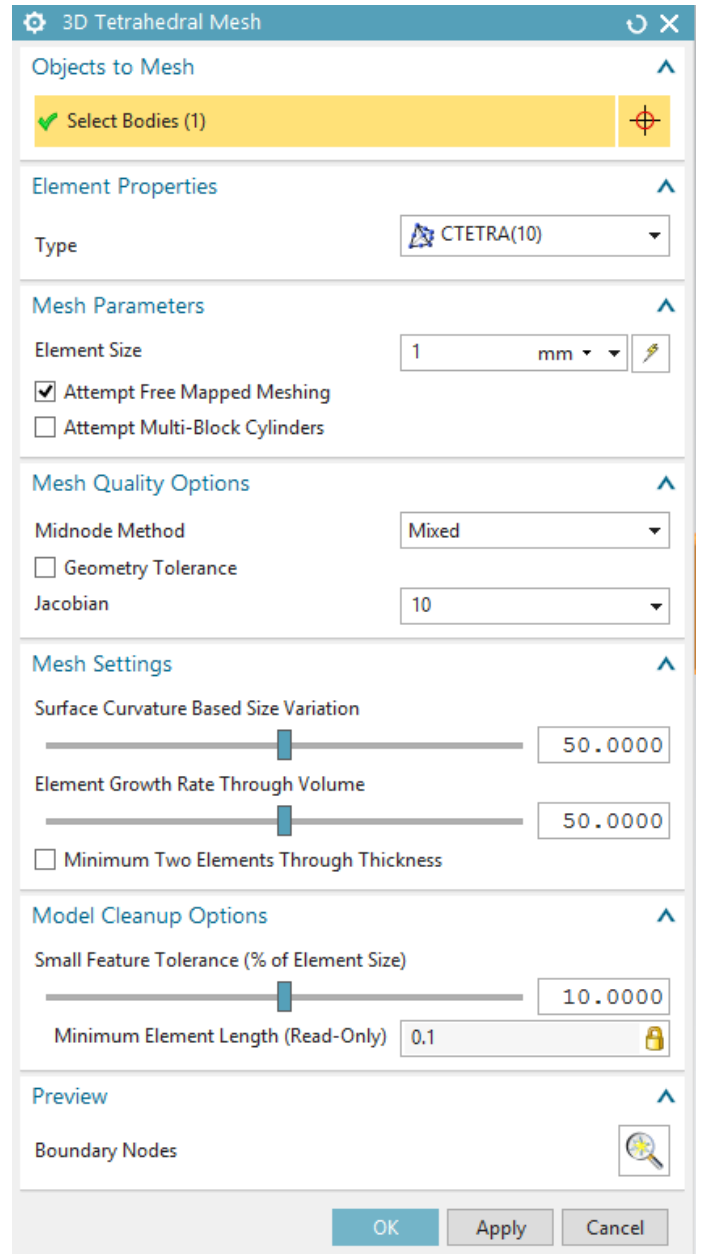 3D Tetrahedral Mesh
Objects to Mesh
Select Bodies (1)
Element Properties
Type
CTETRA(10)
Mesh Parameters
Element Size
1 mm
Attempt Free Mapped Meshing
Attempt Multi-Block Cylinders
Mesh Quality Options
Midnode Method
Mixed
Geometry Tolerance
Jacobian
10
Mesh Settings
Surface Curvature Based Size Variation
50.0000
Element Growth Rate Through Volume
50.0000
Minimum Two Elements Through Thickness
Model Cleanup Options
Small Feature Tolerance (% of Element Size)
10.0000
Minimum Element Length (Read-Only)
0.1
Preview
Boundary Nodes
OK
Apply
Cancel